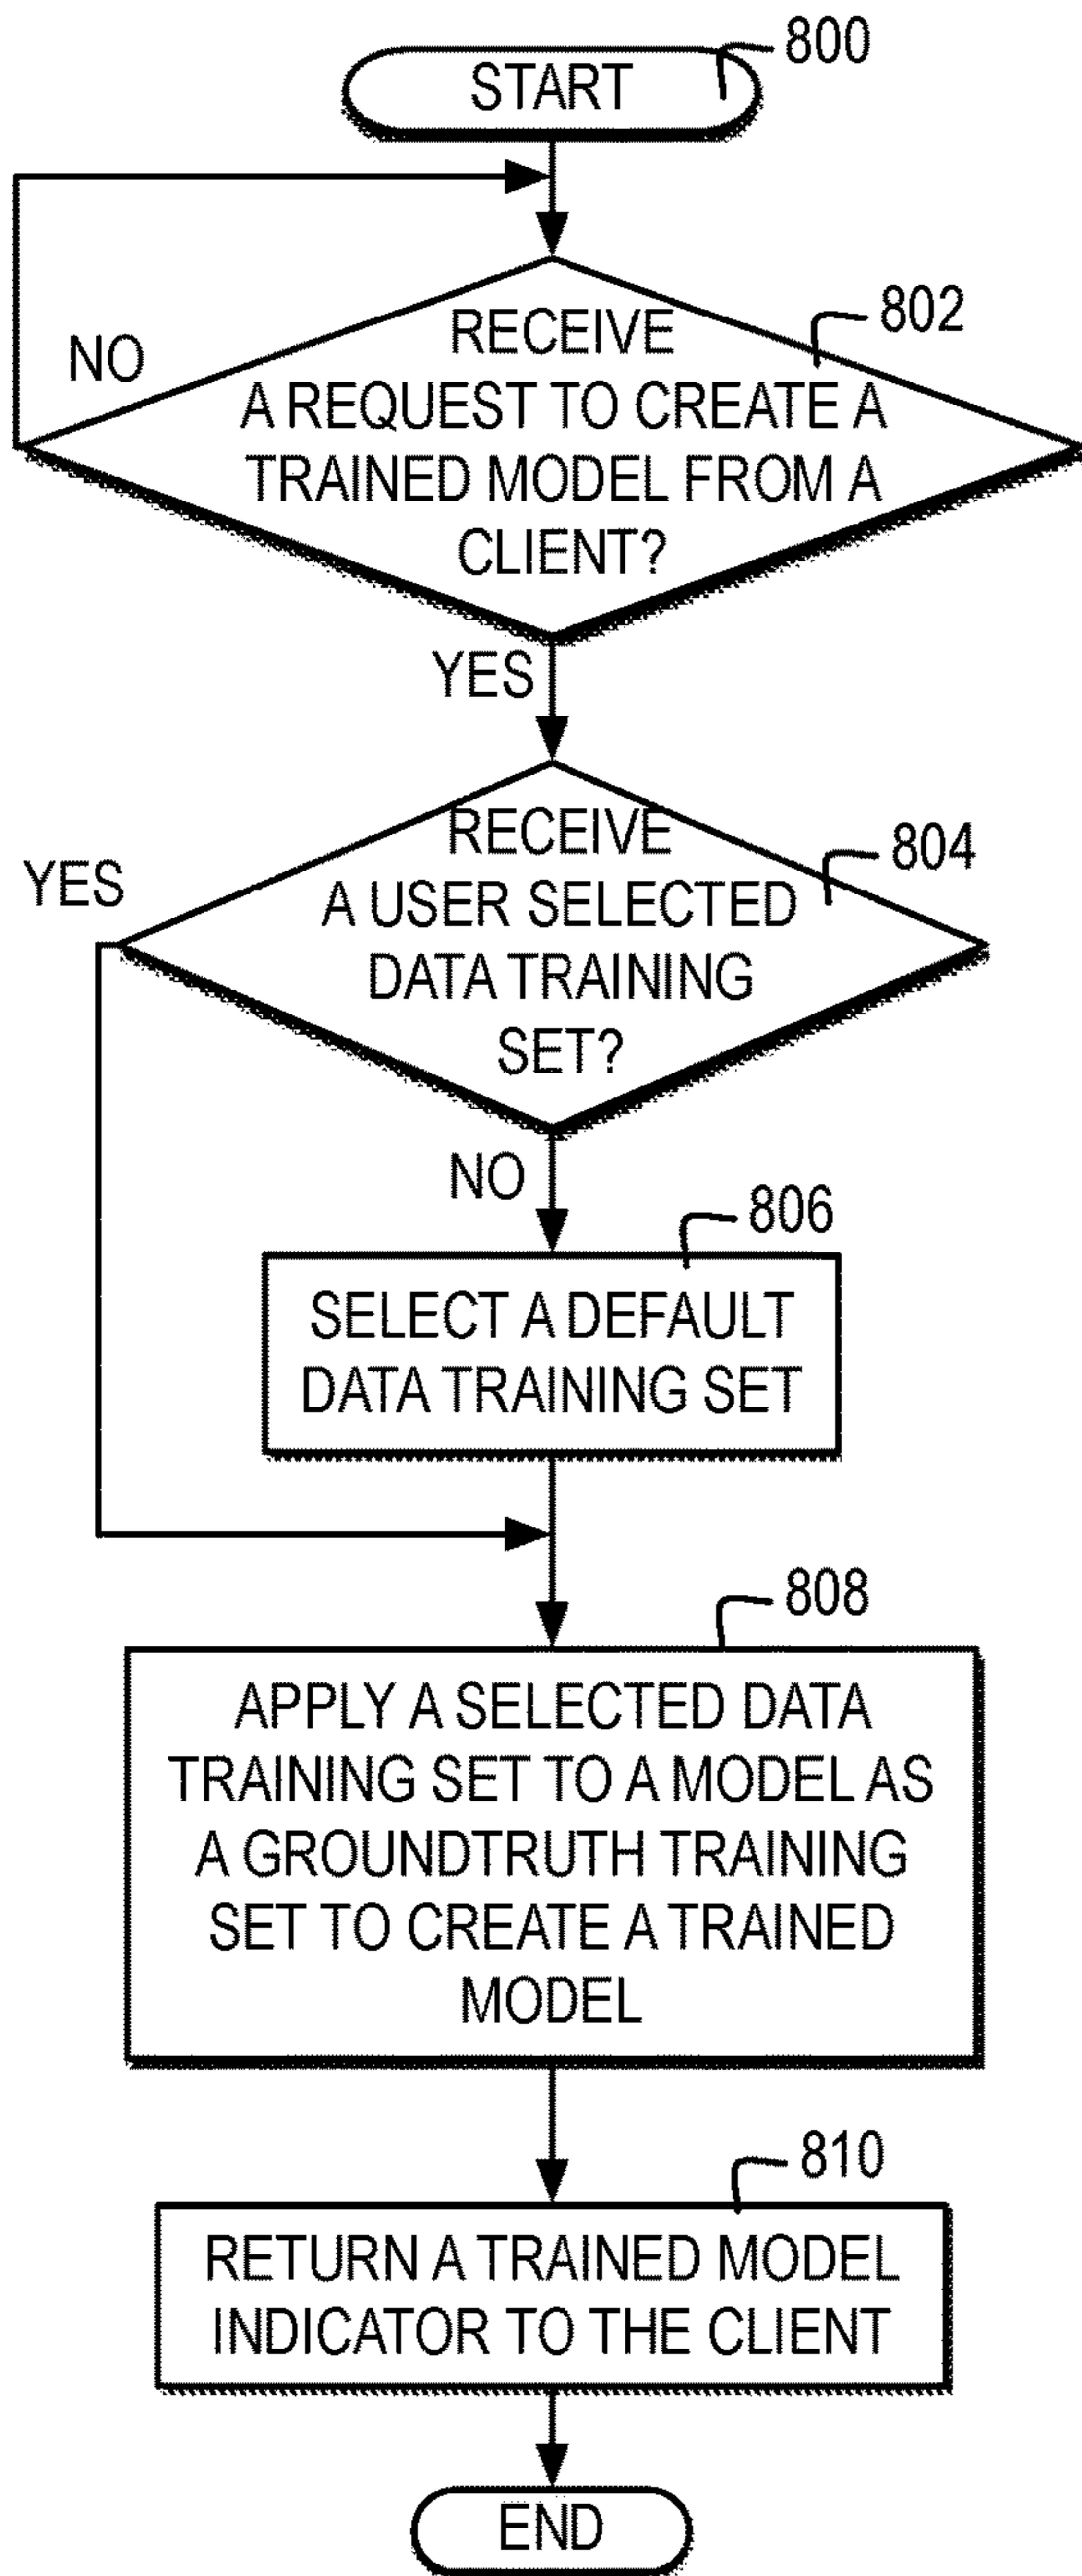 START
800
RECEIVE
802
NO
A REQUEST TO CREATE A
TRAINED MODEL FROM A
CLIENT?
YES
RECEIVE
804
YES
A USER SELECTED
DATA TRAINING
SET?
NO
806
SELECT A DEFAULT
DATA TRAINING SET
808
APPLY A SELECTED DATA
TRAINING SET TO A MODEL AS
A GROUNDTRUTH TRAINING
SET TO CREATE A TRAINED
MODEL
810
RETURN A TRAINED MODEL
INDICATOR TO THE CLIENT
END